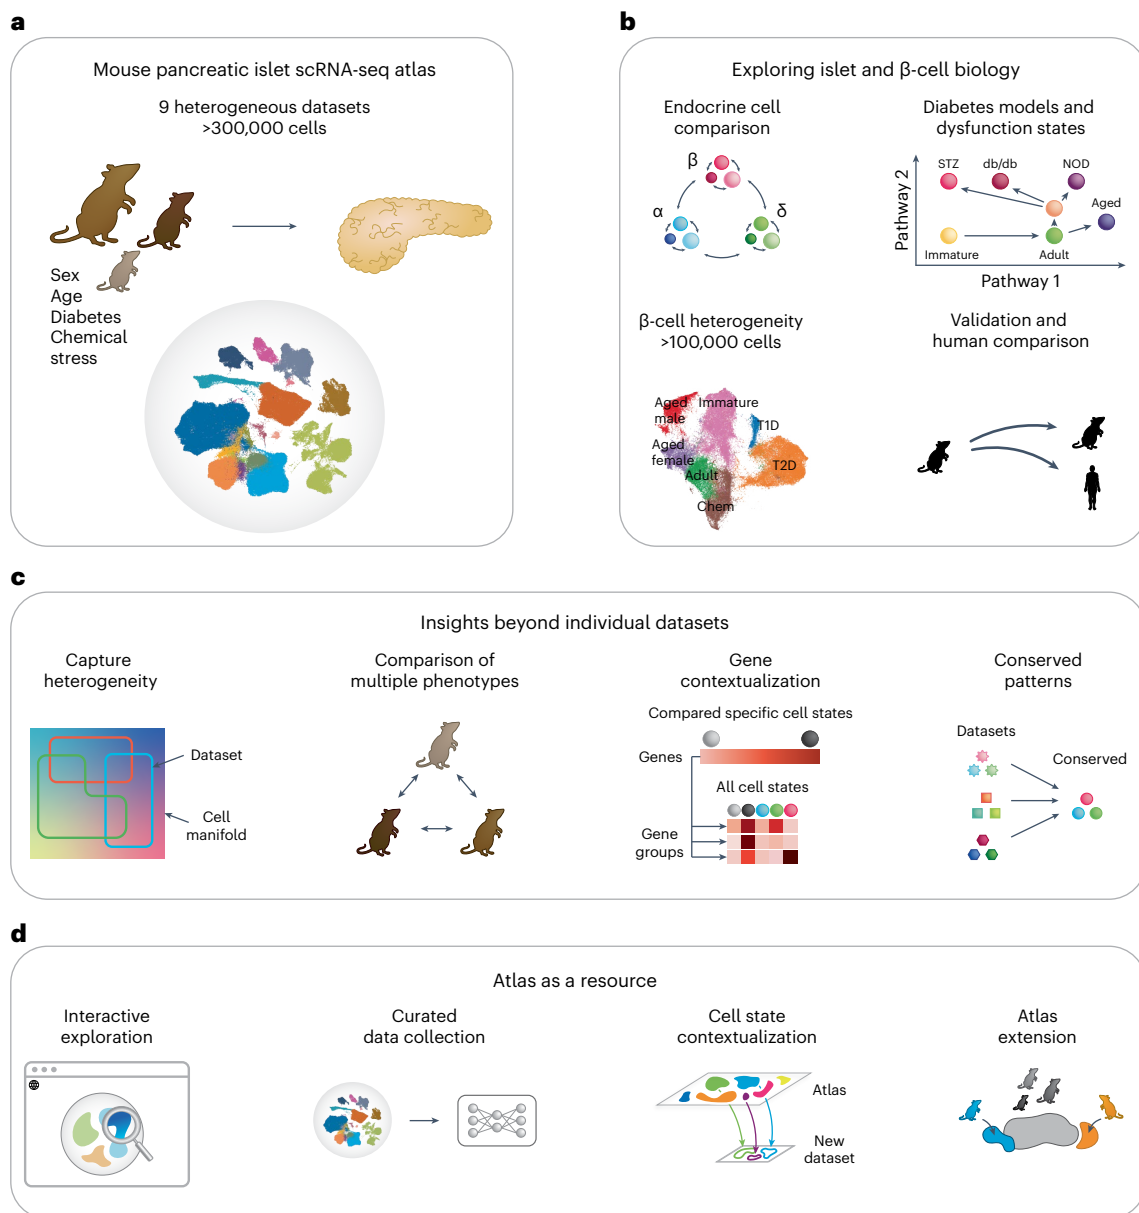 a
Mouse pancreatic islet scRNA-seq atlas
9 heterogeneous datasets
>300,000 cells
Sex
Age
Diabetes
Chemical
stress
b
Exploring islet and β-cell biology
Endocrine cell
comparison
β
α
δ
Diabetes models and
dysfunction states
Pathway 2
STZ
db/db
NOD
Aged
Immature
Adult
Pathway 1
β-cell heterogeneity
>100,000 cells
Aged
male
Immature
T1D
Aged
female
T2D
Adult
Chem
Validation and
human comparison
c
Insights beyond individual datasets
Capture
heterogeneity
Dataset
Cell
manifold
Comparison of
multiple phenotypes
Gene
contextualization
Compared specific cell states
Genes
All cell states
Gene
groups
Conserved
patterns
Datasets
Conserved
d
Atlas as a resource
Interactive
exploration
Curated
data collection
Cell state
contextualization
Atlas
New
dataset
Atlas
extension